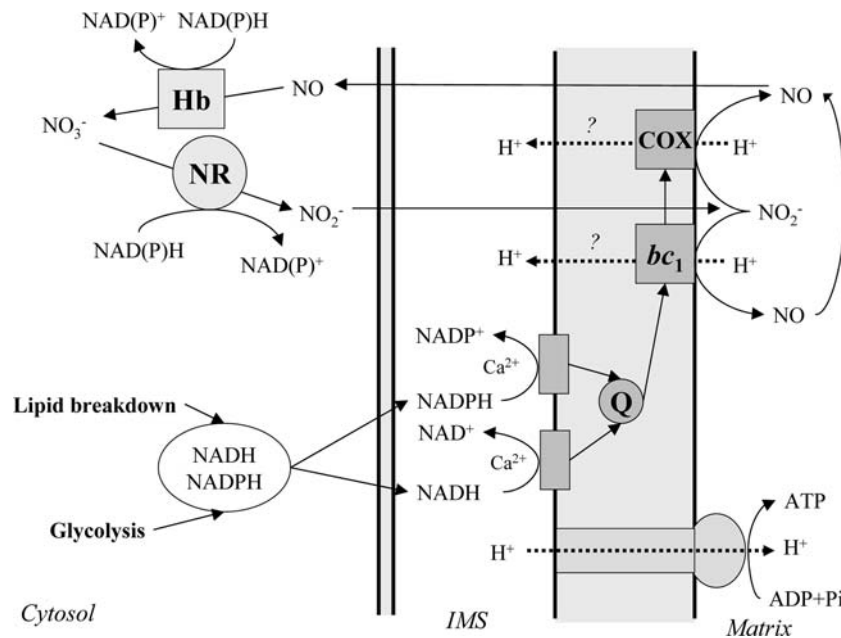 NAD(P)⁺ NAD(P)H
Hb
NO
NO
NO₃⁻
NR
COX
H⁺
?
H⁺
NO₂⁻
NO₂⁻
NAD(P)H
NAD(P)⁺
H⁺
?
bc₁
H⁺
NO
NADP⁺
Ca²⁺
NADPH
Q
Lipid breakdown
NAD⁺
NADH
NADPH
Ca²⁺
NADH
Glycolysis
ATP
H⁺
H⁺
ADP+Pi
Cytosol
IMS
Matrix